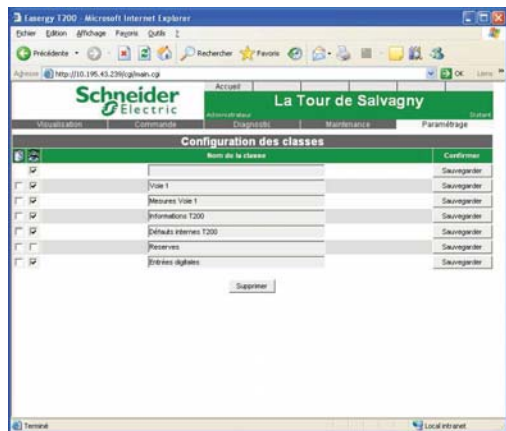 Easergy T200 - Microsoft Internet Explorer
Fichier Edition Affichage Favoris Outils ?
Précédente Rechercher Favoris
Adresse http://10.195.43.239/cgi/main.cgi OK Liens »
Schneider Electric
Accueil
La Tour de Salvagny
Administrateur
Visualisation Commande Diagnostic Maintenance Paramétrage
Configuration des classes
Nom de la classe Confirmer
Sauvegarder
Voie 1 Sauvegarder
Mesures Voie 1 Sauvegarder
Informations T200 Sauvegarder
Défauts internes T200 Sauvegarder
Reserves Sauvegarder
Entrées digitales Sauvegarder
Supprimer
Terminé Local intranet